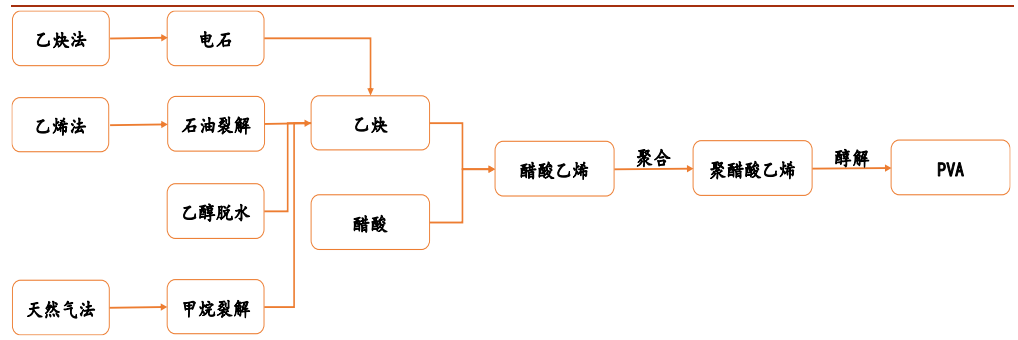 乙炔法
电石
乙烯法
石油裂解
乙炔
聚合
醇解
醋酸乙烯
聚醋酸乙烯
PVA
乙醇脱水
醋酸
天然气法
甲烷裂解